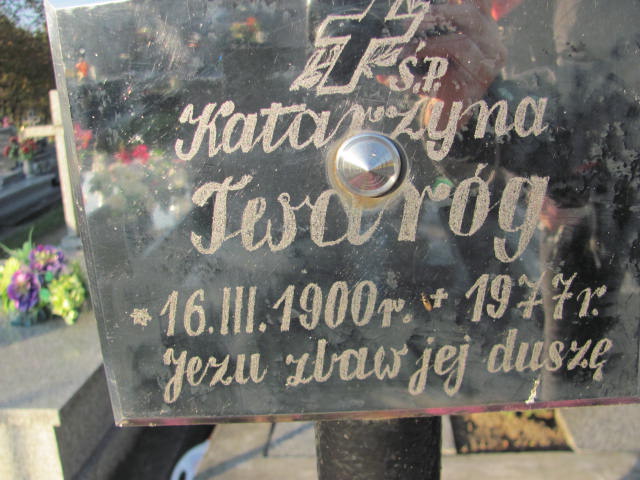 Ś.P.
Katarzyna
Twaróg
* 16.III.1900r. + 1977r.
Jezu zbaw jej duszę